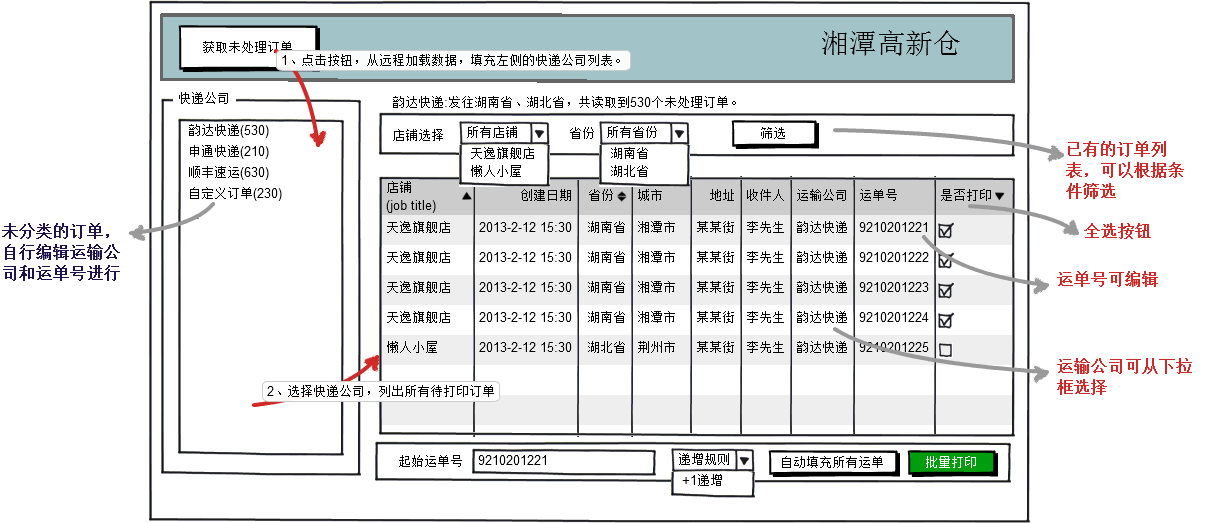 获取未处理订单
湘潭高新仓
1、点击按钮，从远程加载数据，填充左侧的快递公司列表。
快递公司
韵达快递(530)
申通快递(210)
顺丰速运(630)
自定义订单(230)
未分类的订单，
自行编辑运输公
司和运单号进行
韵达快递:发往湖南省、湖北省，共读取到530个未处理订单。
店铺选择 所有店铺 省份 所有省份 筛选
天逸旗舰店 湖南省
懒人小屋 湖北省
已有的订单列
表，可以根据条
件筛选
店铺 创建日期 省份 城市 地址 收件人 运输公司 运单号 是否打印
(job title)
天逸旗舰店 2013-2-12 15:30 湖南省 湘潭市 某某街 李先生 韵达快递 9210201221
天逸旗舰店 2013-2-12 15:30 湖南省 湘潭市 某某街 李先生 韵达快递 9210201222
天逸旗舰店 2013-2-12 15:30 湖南省 湘潭市 某某街 李先生 韵达快递 9210201223
天逸旗舰店 2013-2-12 15:30 湖南省 湘潭市 某某街 李先生 韵达快递 9210201224
懒人小屋 2013-2-12 15:30 湖北省 荆州市 某某街 李先生 韵达快递 9210201225
全选按钮
运单号可编辑
运输公司可从下拉
框选择
2、选择快递公司，列出所有待打印订单
起始运单号 9210201221 递增规则 自动填充所有运单 批量打印
+1递增